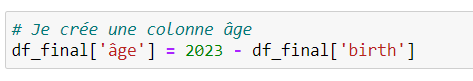 # Je crée une colonne âge
df_final['âge'] = 2023 - df_final['birth']